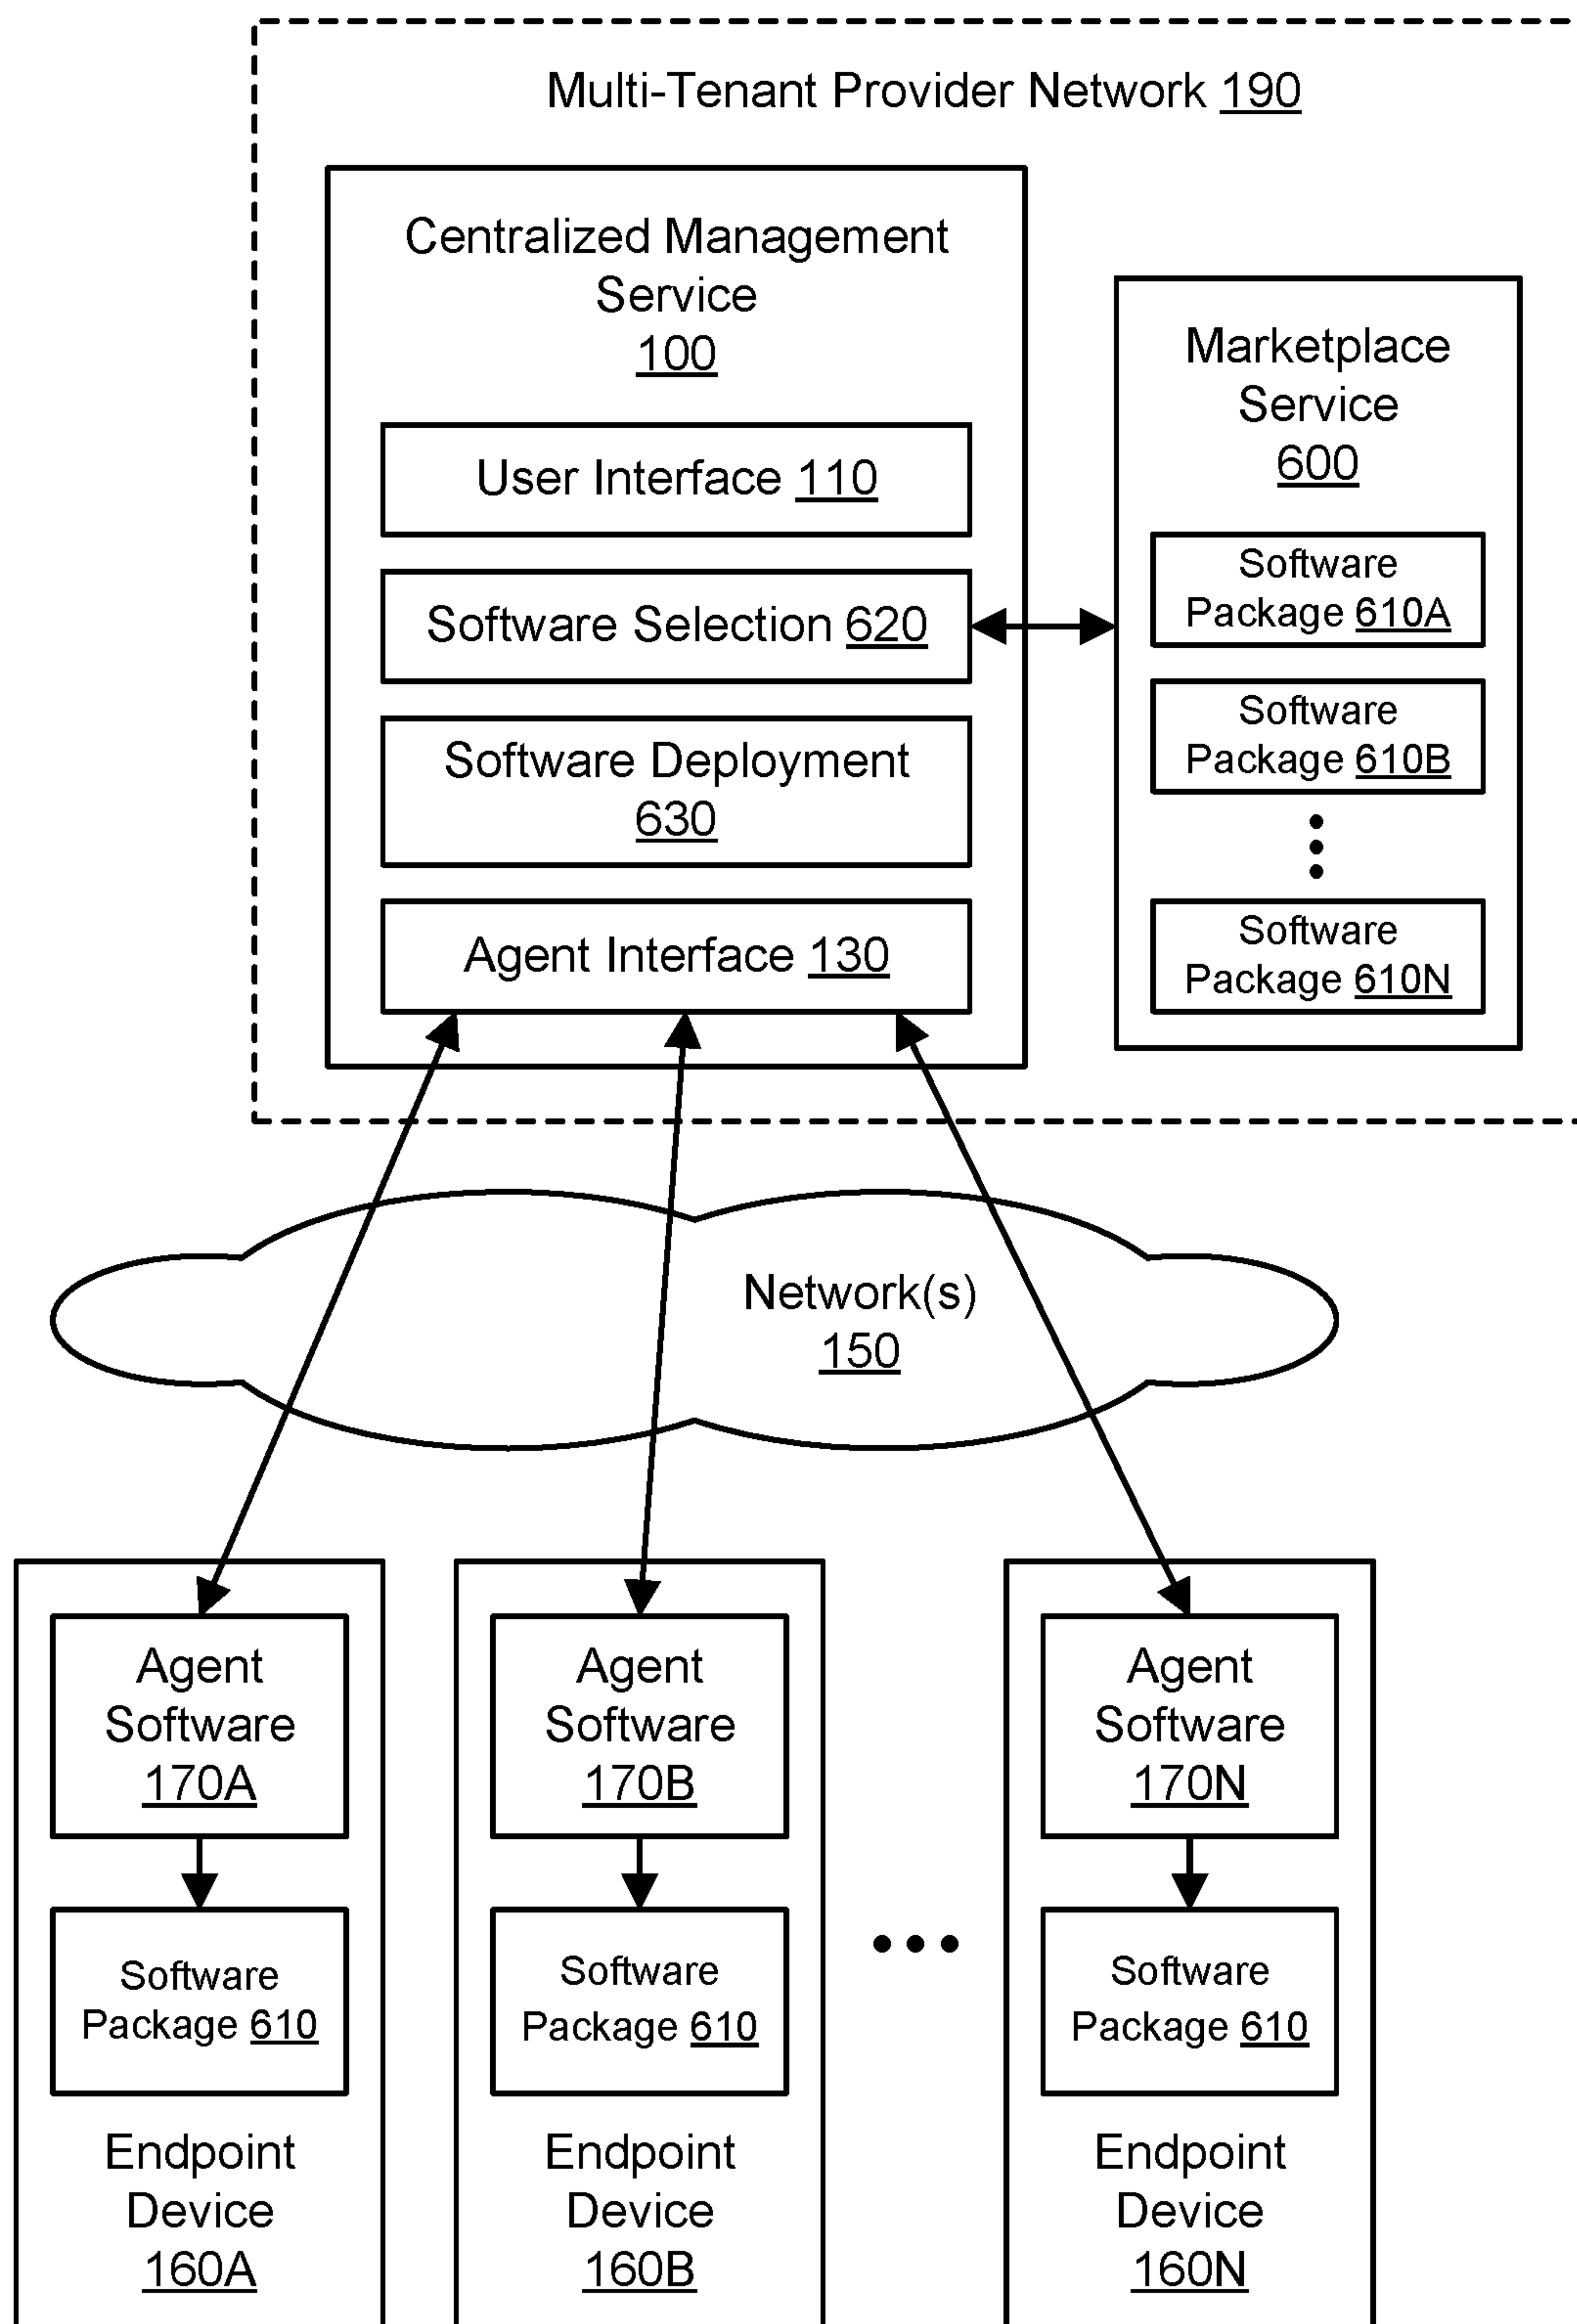 Multi-Tenant Provider Network 190
Centralized Management
Service
100
User Interface 110
Software Selection 620
Software Deployment
630
Agent Interface 130
Marketplace
Service
600
Software
Package 610A
Software
Package 610B
Software
Package 610N
Network(s)
150
Agent
Software
170A
Software
Package 610
Endpoint
Device
160A
Agent
Software
170B
Software
Package 610
Endpoint
Device
160B
Agent
Software
170N
Software
Package 610
Endpoint
Device
160N